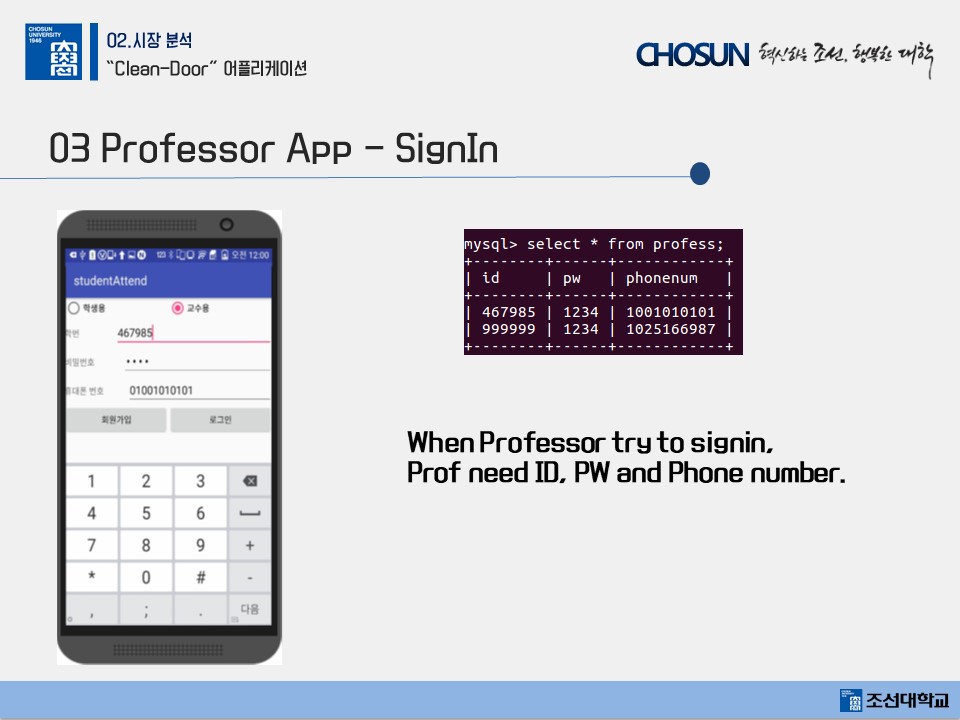 CHOSUN
UNIVERSITY
1946
02.시장 분석
“Clean-Door” 어플리케이션
CHOSUN 혁신하는 조선, 행복한 대학
03 Professor App - SignIn
오전 12:00
studentAttend
학생용 교수용
학번 467985
비밀번호 ••••
휴대폰 번호 01001010101
회원가입 로그인
1 2 3
4 5 6
7 8 9 +
* 0 # -
, ; . 다음
mysql> select * from profess;
+--------+------+------------+
| id | pw | phonenum |
+--------+------+------------+
| 467985 | 1234 | 1001010101 |
| 999999 | 1234 | 1025166987 |
+--------+------+------------+
When Professor try to signin,
Prof need ID, PW and Phone number.
조선대학교